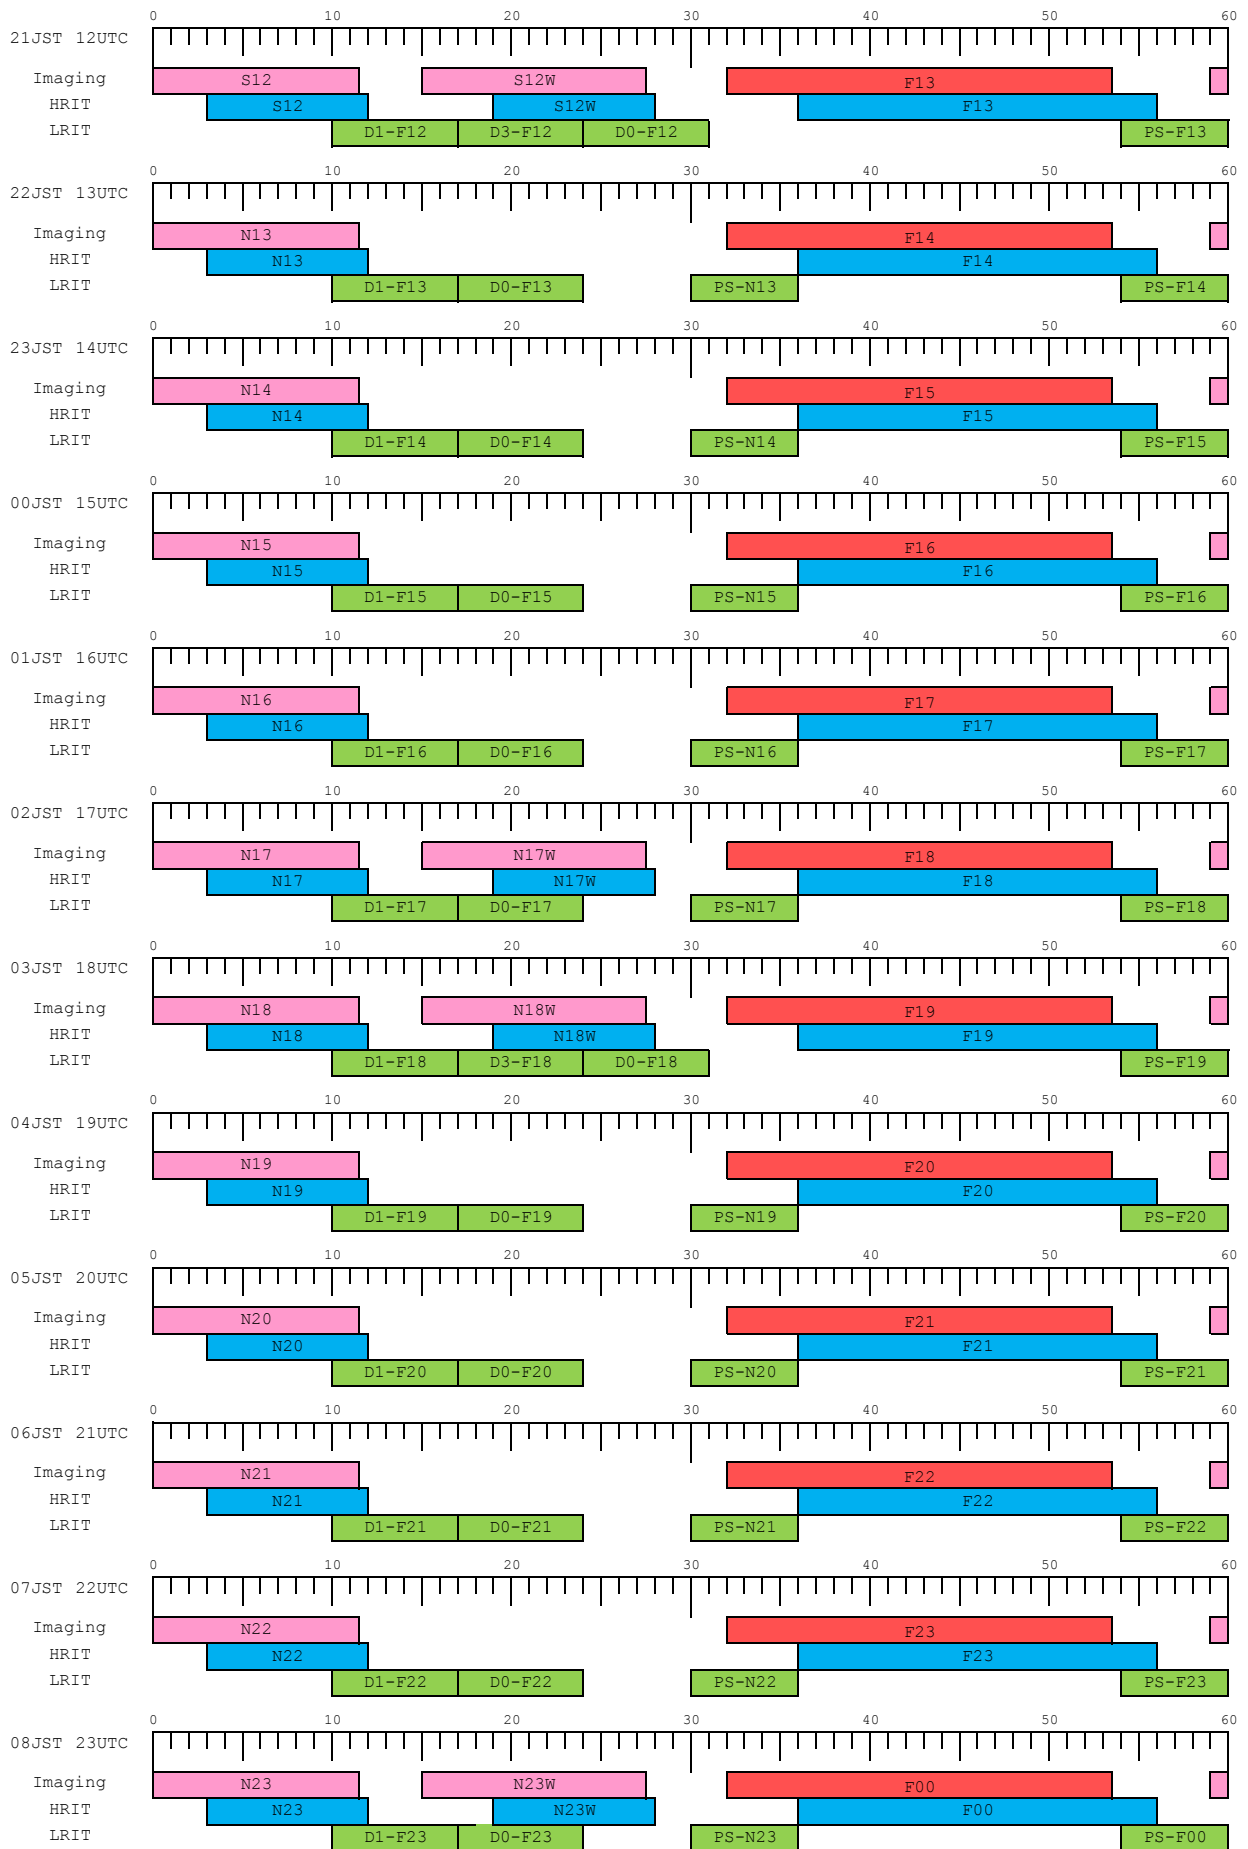 0 10 20 30 40 50 60
21JST 12UTC
Imaging S12 S12W F13
HRIT S12 S12W F13
LRIT D1-F12 D3-F12 D0-F12 PS-F13
0 10 20 30 40 50 60
22JST 13UTC
Imaging N13 F14
HRIT N13 F14
LRIT D1-F13 D0-F13 PS-N13 PS-F14
0 10 20 30 40 50 60
23JST 14UTC
Imaging N14 F15
HRIT N14 F15
LRIT D1-F14 D0-F14 PS-N14 PS-F15
0 10 20 30 40 50 60
00JST 15UTC
Imaging N15 F16
HRIT N15 F16
LRIT D1-F15 D0-F15 PS-N15 PS-F16
0 10 20 30 40 50 60
01JST 16UTC
Imaging N16 F17
HRIT N16 F17
LRIT D1-F16 D0-F16 PS-N16 PS-F17
0 10 20 30 40 50 60
02JST 17UTC
Imaging N17 N17W F18
HRIT N17 N17W F18
LRIT D1-F17 D0-F17 PS-N17 PS-F18
0 10 20 30 40 50 60
03JST 18UTC
Imaging N18 N18W F19
HRIT N18 N18W F19
LRIT D1-F18 D3-F18 D0-F18 PS-F19
0 10 20 30 40 50 60
04JST 19UTC
Imaging N19 F20
HRIT N19 F20
LRIT D1-F19 D0-F19 PS-N19 PS-F20
0 10 20 30 40 50 60
05JST 20UTC
Imaging N20 F21
HRIT N20 F21
LRIT D1-F20 D0-F20 PS-N20 PS-F21
0 10 20 30 40 50 60
06JST 21UTC
Imaging N21 F22
HRIT N21 F22
LRIT D1-F21 D0-F21 PS-N21 PS-F22
0 10 20 30 40 50 60
07JST 22UTC
Imaging N22 F23
HRIT N22 F23
LRIT D1-F22 D0-F22 PS-N22 PS-F23
0 10 20 30 40 50 60
08JST 23UTC
Imaging N23 N23W F00
HRIT N23 N23W F00
LRIT D1-F23 D0-F23 PS-N23 PS-F00